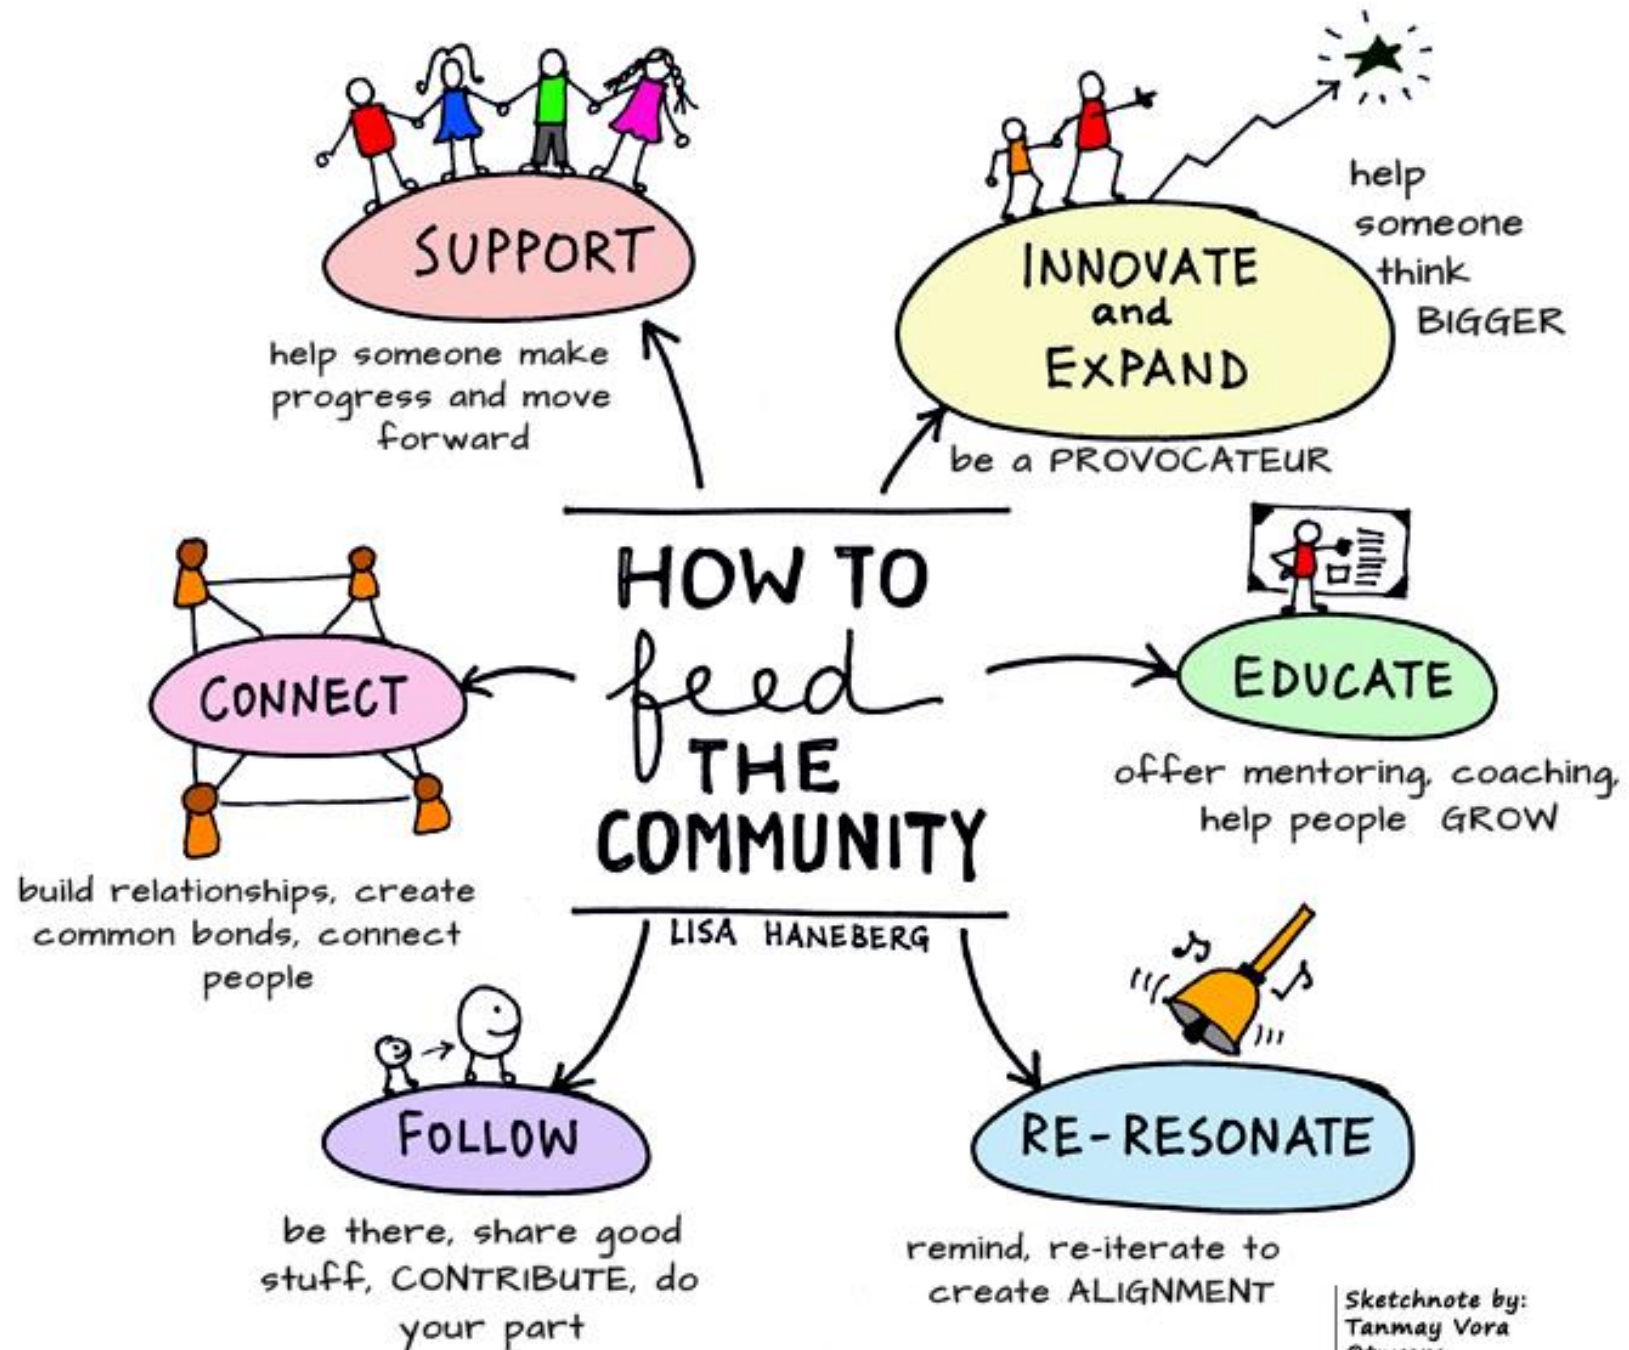 SUPPORT
help someone make
progress and move
forward
INNOVATE
and
EXPAND
help
someone
think
BIGGER
be a PROVOCATEUR
HOW TO
feed
THE
COMMUNITY
LISA HANEBERG
CONNECT
build relationships, create
common bonds, connect
people
EDUCATE
offer mentoring, coaching,
help people GROW
FOLLOW
be there, share good
stuff, CONTRIBUTE, do
your part
RE-RESONATE
remind, re-iterate to
create ALIGNMENT
Sketchnote by:
Tanmay Vora